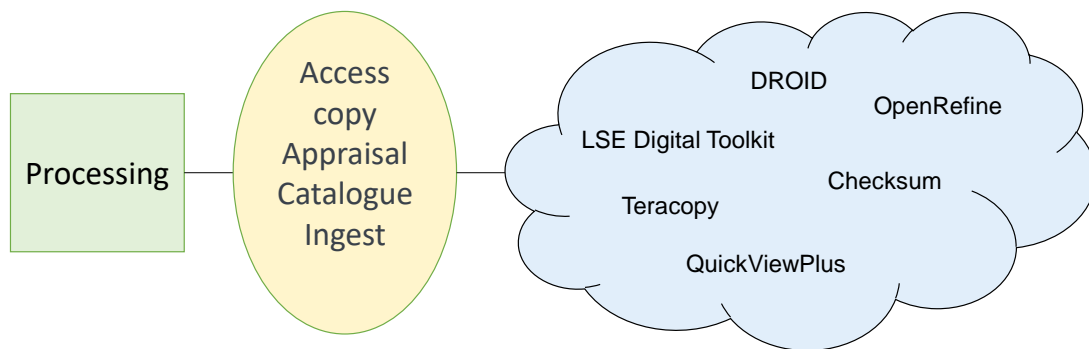 Processing
Access
copy
Appraisal
Catalogue
Ingest
DROID
OpenRefine
LSE Digital Toolkit
Checksum
Teracopy
QuickViewPlus